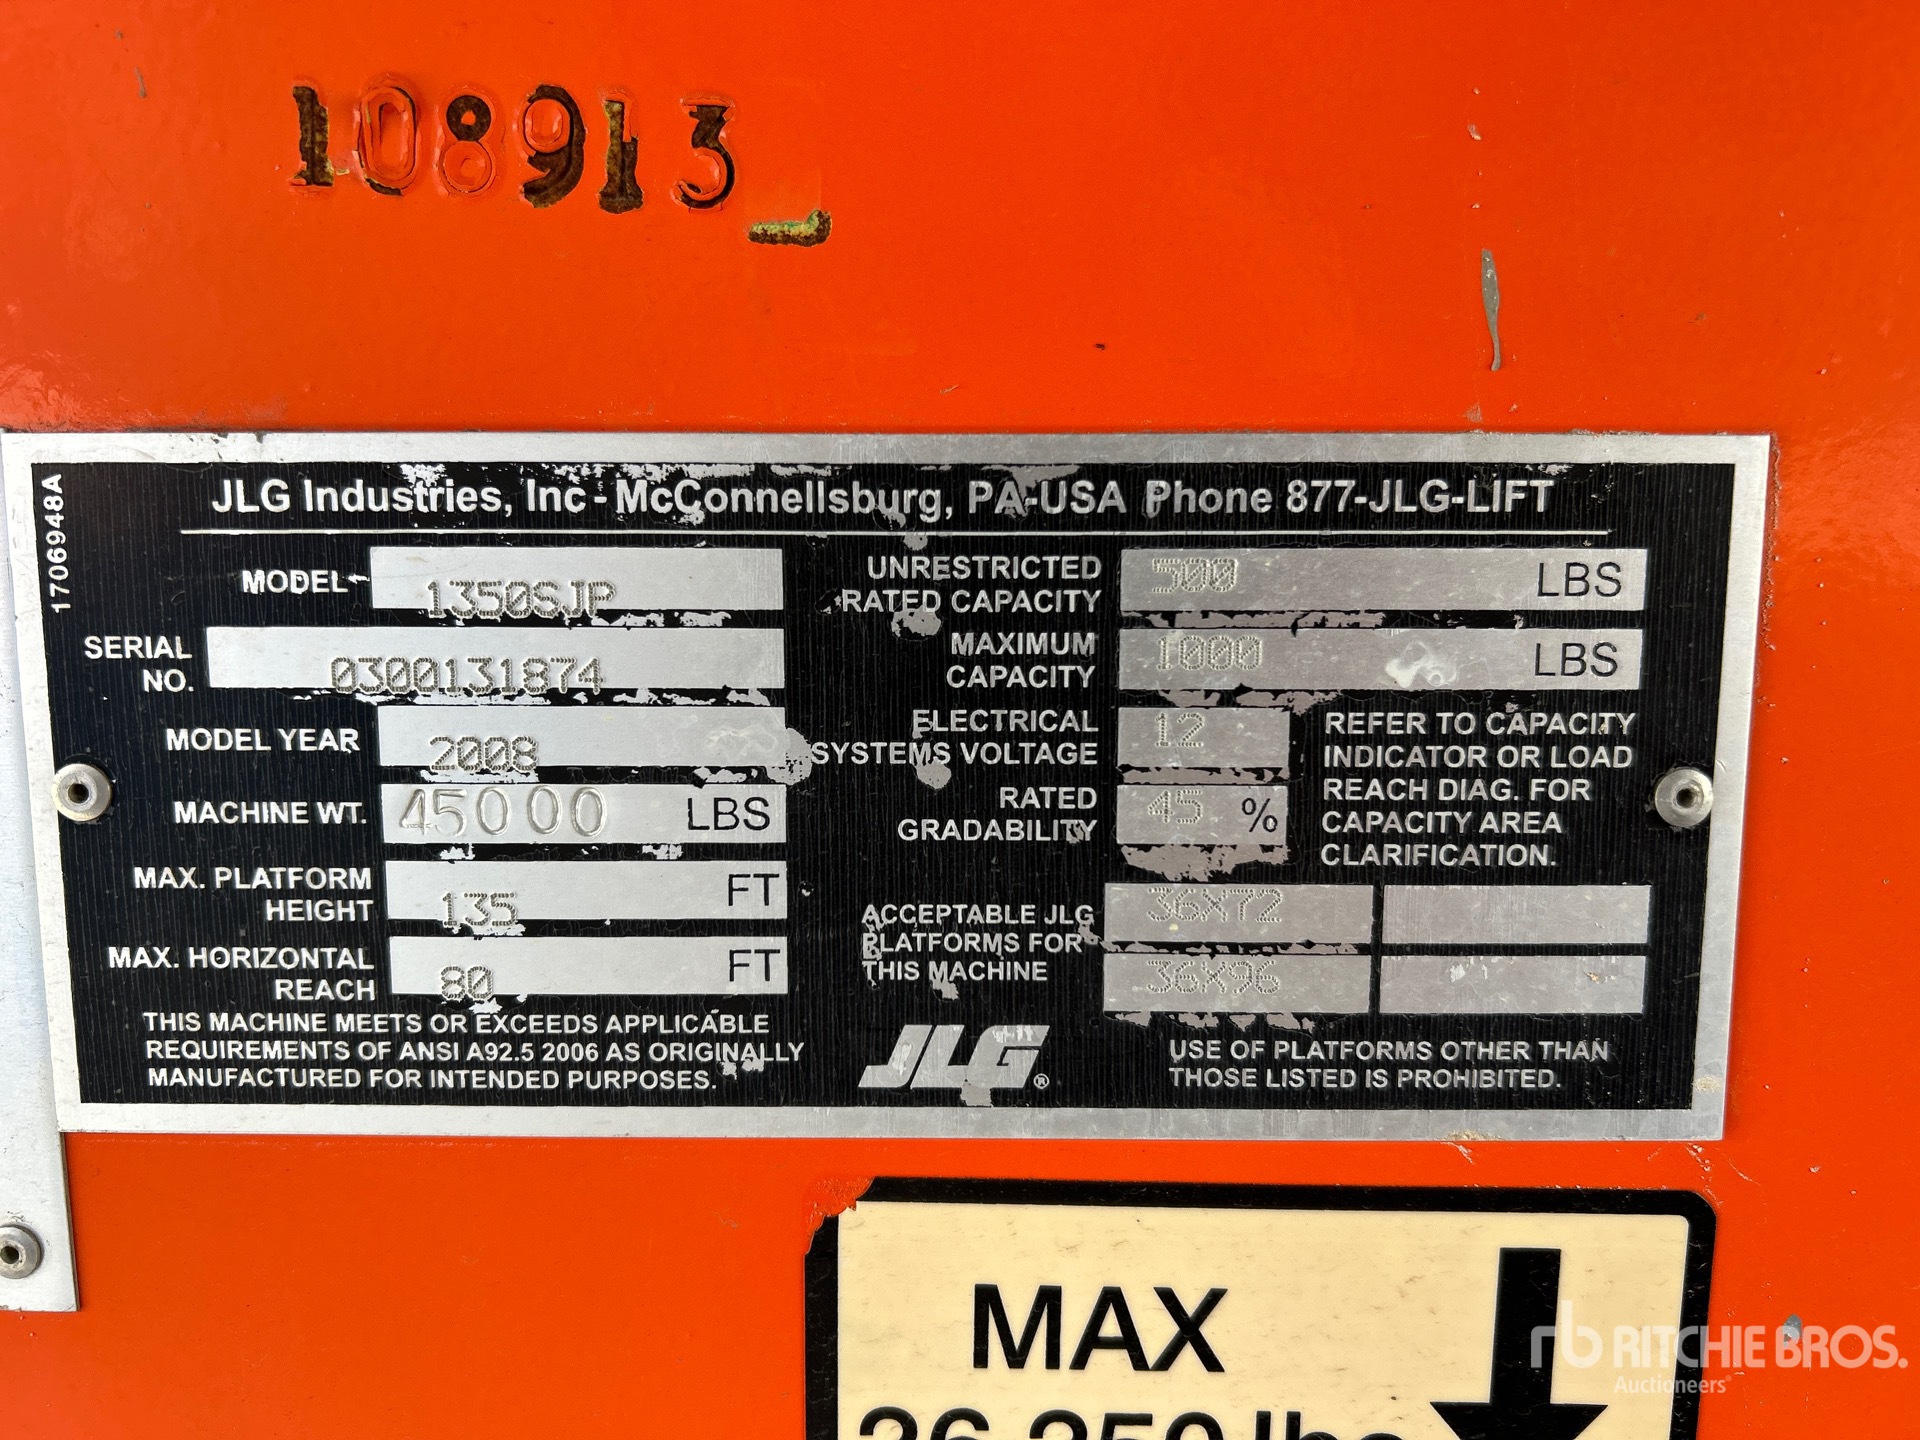 108913
1706948A
JLG Industries, Inc - McConnellsburg, PA-USA Phone 877-JLG-LIFT
MODEL 1350SJP
SERIAL NO. 0300131874
MODEL YEAR 2008
MACHINE WT. 45000 LBS
MAX. PLATFORM HEIGHT 135 FT
MAX. HORIZONTAL REACH 80 FT
THIS MACHINE MEETS OR EXCEEDS APPLICABLE
REQUIREMENTS OF ANSI A92.5 2006 AS ORIGINALLY
MANUFACTURED FOR INTENDED PURPOSES.
UNRESTRICTED RATED CAPACITY 500 LBS
MAXIMUM CAPACITY 1000 LBS
ELECTRICAL SYSTEMS VOLTAGE 12
RATED GRADABILITY 45 %
REFER TO CAPACITY
INDICATOR OR LOAD
REACH DIAG. FOR
CAPACITY AREA
CLARIFICATION.
ACCEPTABLE JLG
PLATFORMS FOR
THIS MACHINE
36X72
36X96
JLG®
USE OF PLATFORMS OTHER THAN
THOSE LISTED IS PROHIBITED.
MAX
lbs
rb RITCHIE BROS.
Auctioneers